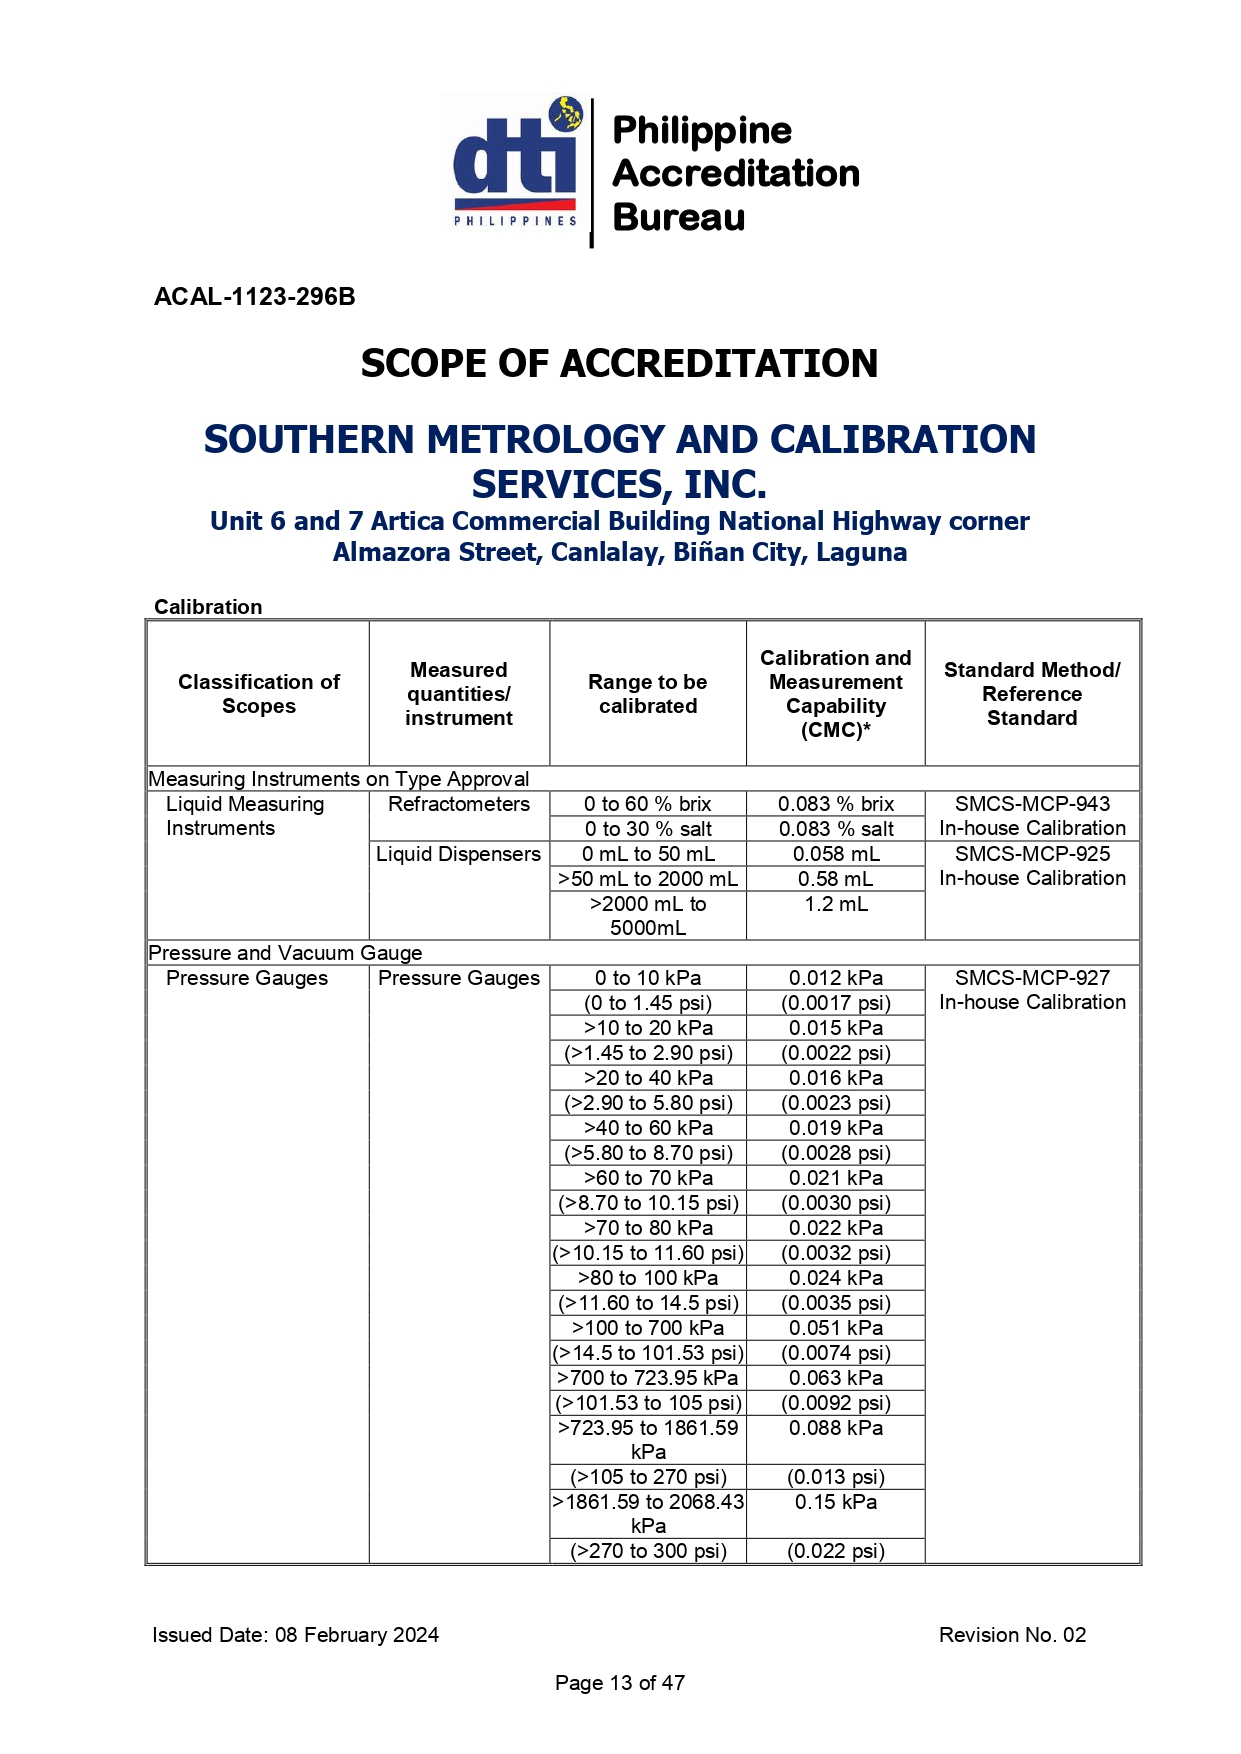 dti
PHILIPPINES
Philippine
Accreditation
Bureau
ACAL-1123-296B
SCOPE OF ACCREDITATION
SOUTHERN METROLOGY AND CALIBRATION
SERVICES, INC.
Unit 6 and 7 Artica Commercial Building National Highway corner
Almazora Street, Canlalay, Biñan City, Laguna
Calibration
Classification of
Scopes
Measured
quantities/
instrument
Range to be
calibrated
Calibration and
Measurement
Capability
(CMC)*
Standard Method/
Reference
Standard
Measuring Instruments on Type Approval
Liquid Measuring
Instruments
Refractometers
0 to 60 % brix
0.083 % brix
SMCS-MCP-943
In-house Calibration
0 to 30 % salt
0.083 % salt
Liquid Dispensers
0 mL to 50 mL
0.058 mL
SMCS-MCP-925
In-house Calibration
>50 mL to 2000 mL
0.58 mL
>2000 mL to
5000mL
1.2 mL
Pressure and Vacuum Gauge
Pressure Gauges
Pressure Gauges
0 to 10 kPa
0.012 kPa
SMCS-MCP-927
In-house Calibration
(0 to 1.45 psi)
(0.0017 psi)
>10 to 20 kPa
0.015 kPa
(>1.45 to 2.90 psi)
(0.0022 psi)
>20 to 40 kPa
0.016 kPa
(>2.90 to 5.80 psi)
(0.0023 psi)
>40 to 60 kPa
0.019 kPa
(>5.80 to 8.70 psi)
(0.0028 psi)
>60 to 70 kPa
0.021 kPa
(>8.70 to 10.15 psi)
(0.0030 psi)
>70 to 80 kPa
0.022 kPa
(>10.15 to 11.60 psi)
(0.0032 psi)
>80 to 100 kPa
0.024 kPa
(>11.60 to 14.5 psi)
(0.0035 psi)
>100 to 700 kPa
0.051 kPa
(>14.5 to 101.53 psi)
(0.0074 psi)
>700 to 723.95 kPa
0.063 kPa
(>101.53 to 105 psi)
(0.0092 psi)
>723.95 to 1861.59
kPa
0.088 kPa
(>105 to 270 psi)
(0.013 psi)
>1861.59 to 2068.43
kPa
0.15 kPa
(>270 to 300 psi)
(0.022 psi)
Issued Date: 08 February 2024
Revision No. 02
Page 13 of 47